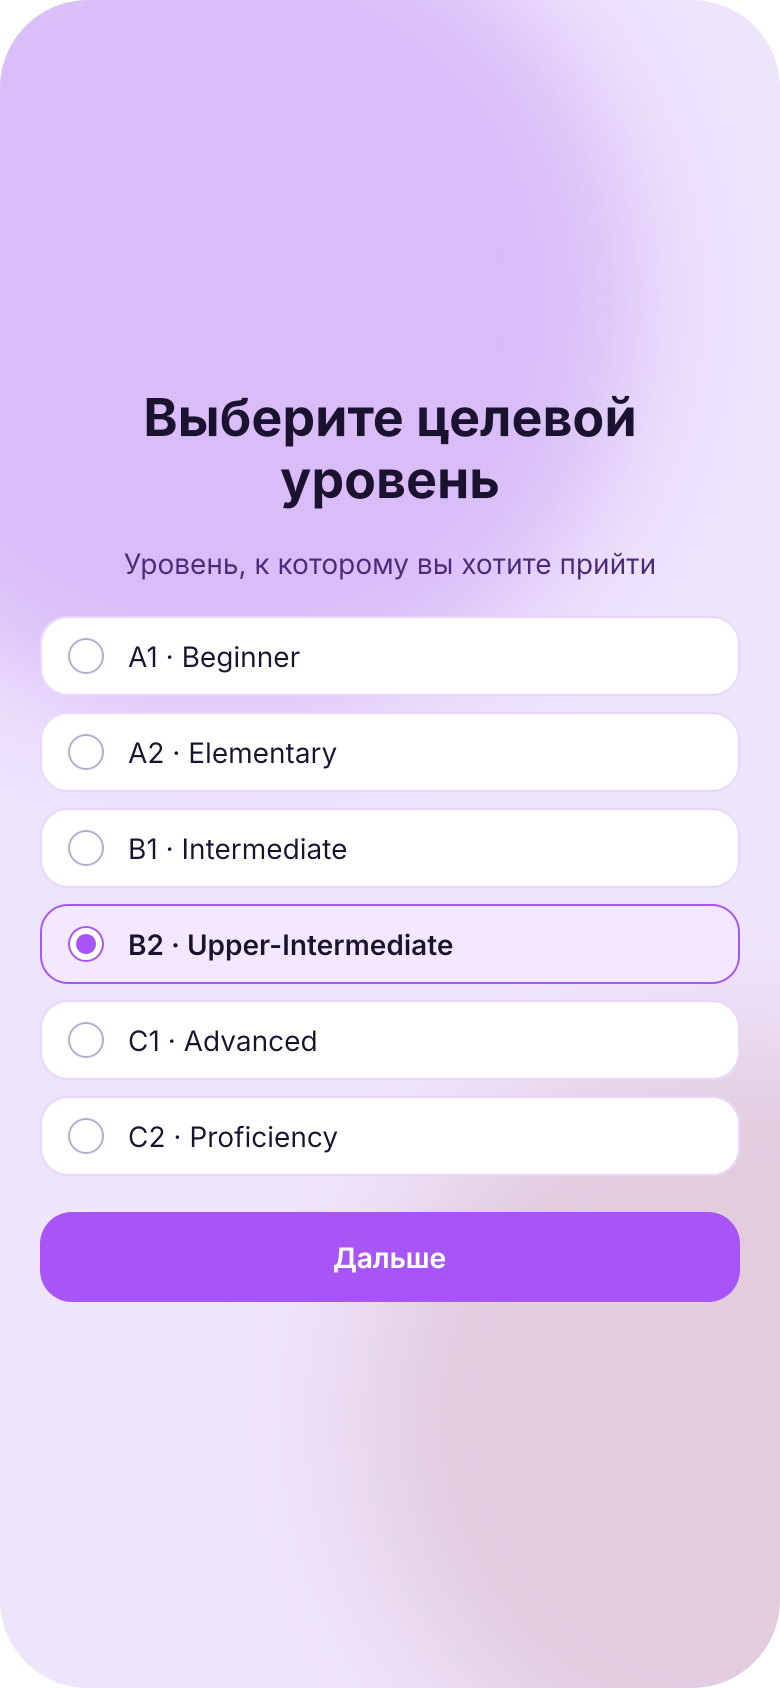 Выберите целевой
уровень
Уровень, к которому вы хотите прийти
A1 · Beginner
A2 · Elementary
B1 · Intermediate
B2 · Upper-Intermediate
C1 · Advanced
C2 · Proficiency
Дальше